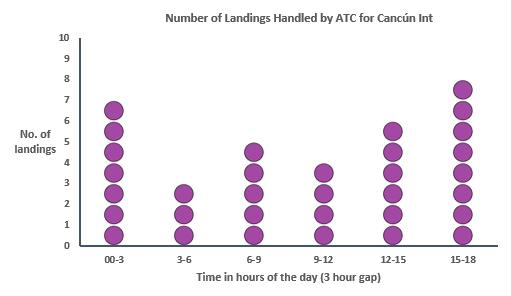 Number of Landings Handled by ATC for Cancún Int
10
9
8
7
6
5
4
3
2
1
0
No. of
landings
00-3 3-6 6-9 9-12 12-15 15-18
Time in hours of the day (3 hour gap)